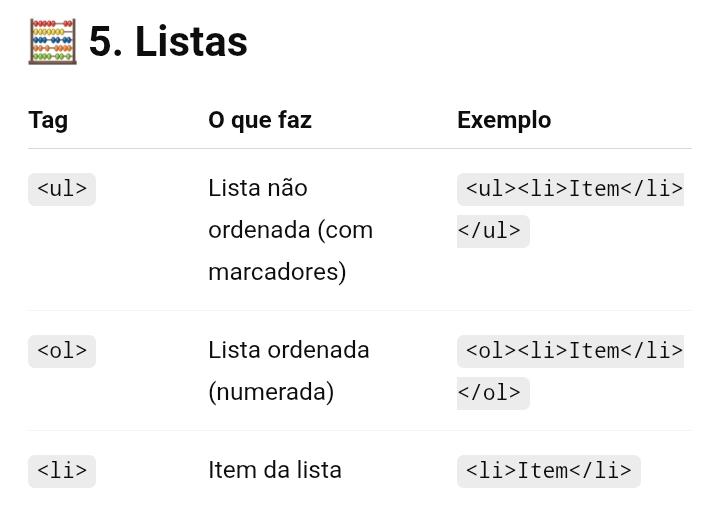 5. Listas
Tag O que faz Exemplo
<ul> Lista não <ul><li>Item</li>
ordenada (com </ul>
marcadores)
<ol> Lista ordenada <ol><li>Item</li>
(numerada) </ol>
<li> Item da lista <li>Item</li>